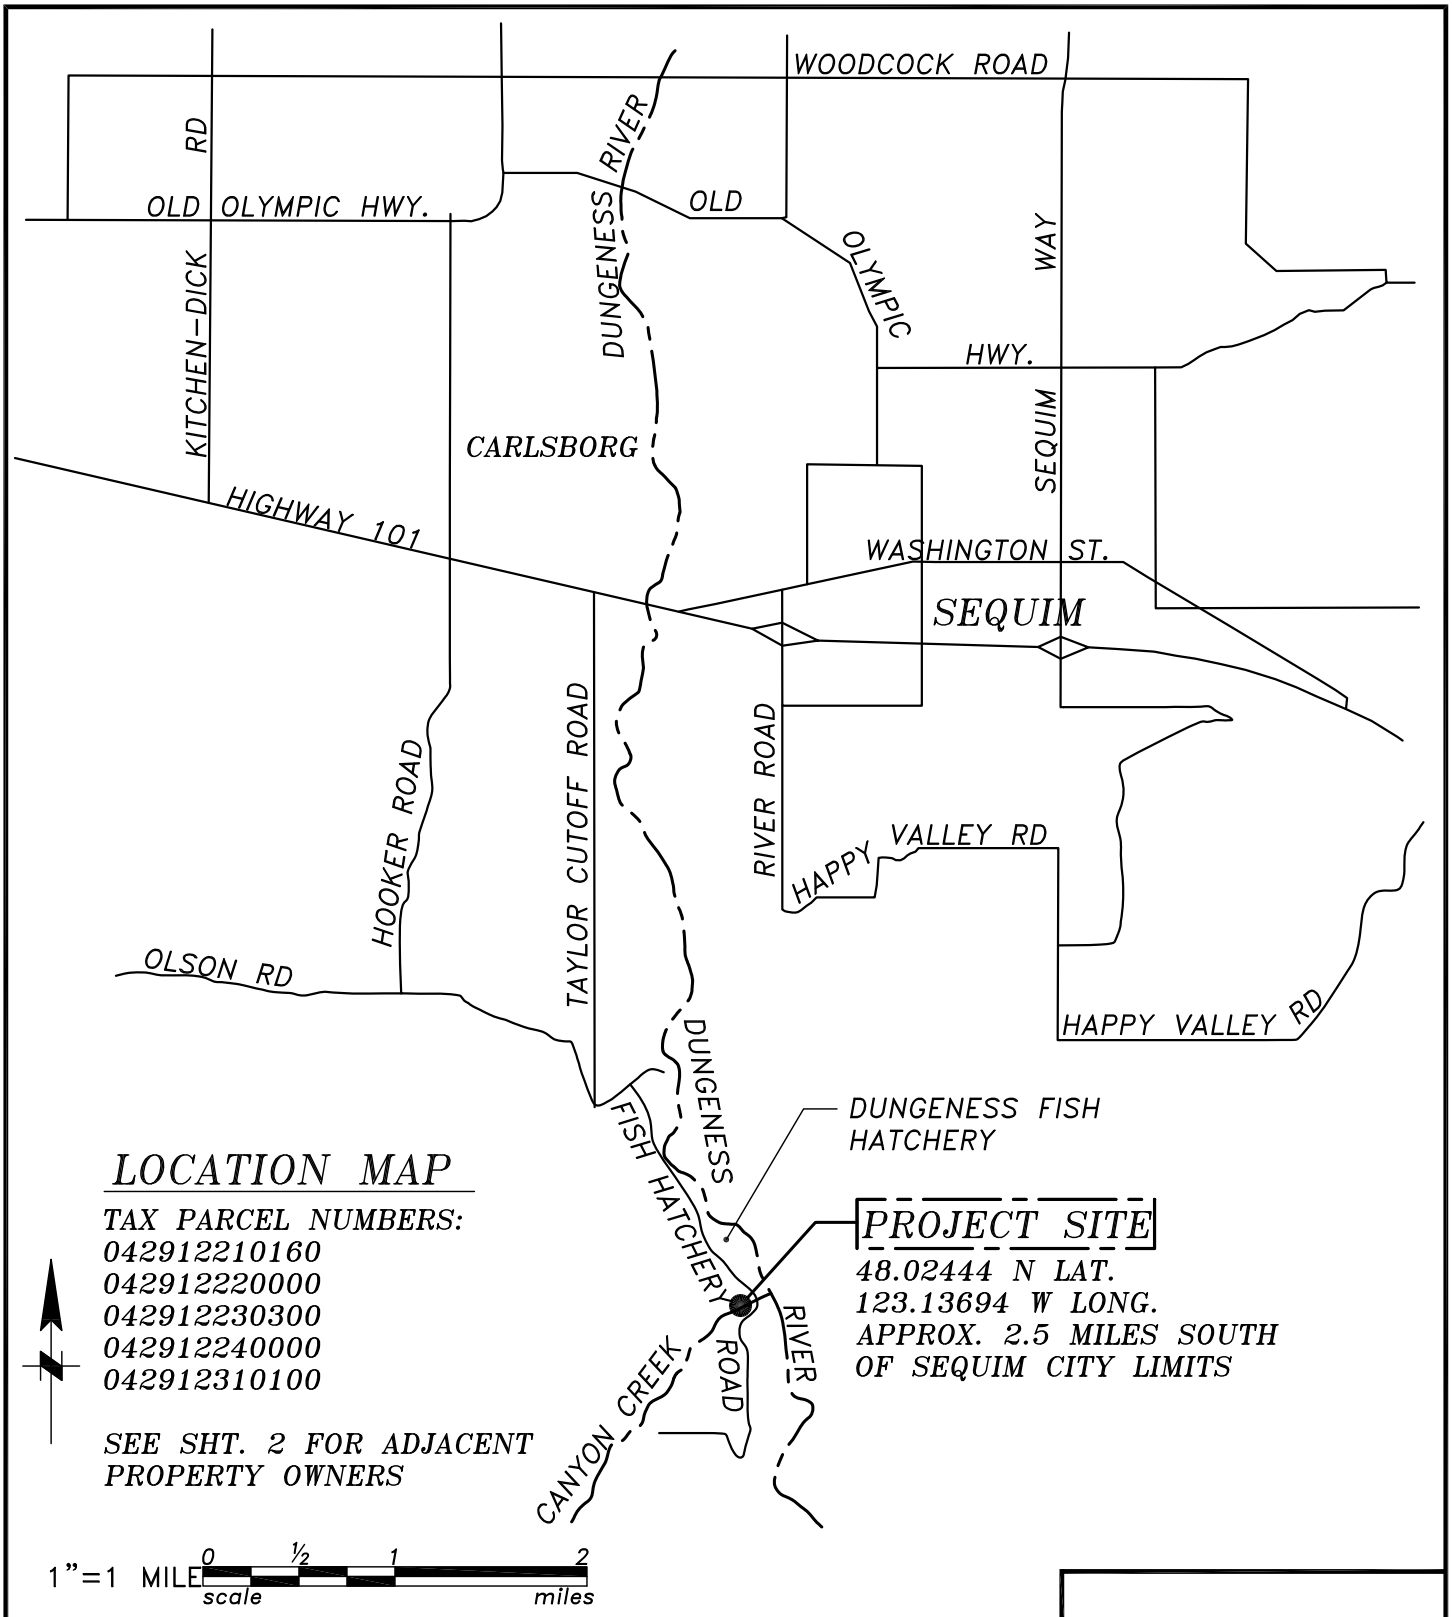 WOODCOCK ROAD
KITCHEN-DICK RD
OLD OLYMPIC HWY.
DUNGENESS RIVER
OLD OLYMPIC HWY.
SEQUIM WAY
CARLSBORG
HIGHWAY 101
WASHINGTON ST.
SEQUIM
HOOKER ROAD
TAYLOR CUTOFF ROAD
RIVER ROAD
HAPPY VALLEY RD
OLSON RD
HAPPY VALLEY RD
DUNGENESS RIVER
FISH HATCHERY ROAD
DUNGENESS FISH
HATCHERY
LOCATION MAP
TAX PARCEL NUMBERS:
042912210160
042912220000
042912230300
042912240000
042912310100
SEE SHT. 2 FOR ADJACENT
PROPERTY OWNERS
PROJECT SITE
48.02444 N LAT.
123.13694 W LONG.
APPROX. 2.5 MILES SOUTH
OF SEQUIM CITY LIMITS
CANYON CREEK
N
1"=1 MILE
0 ½ 1 2
scale miles